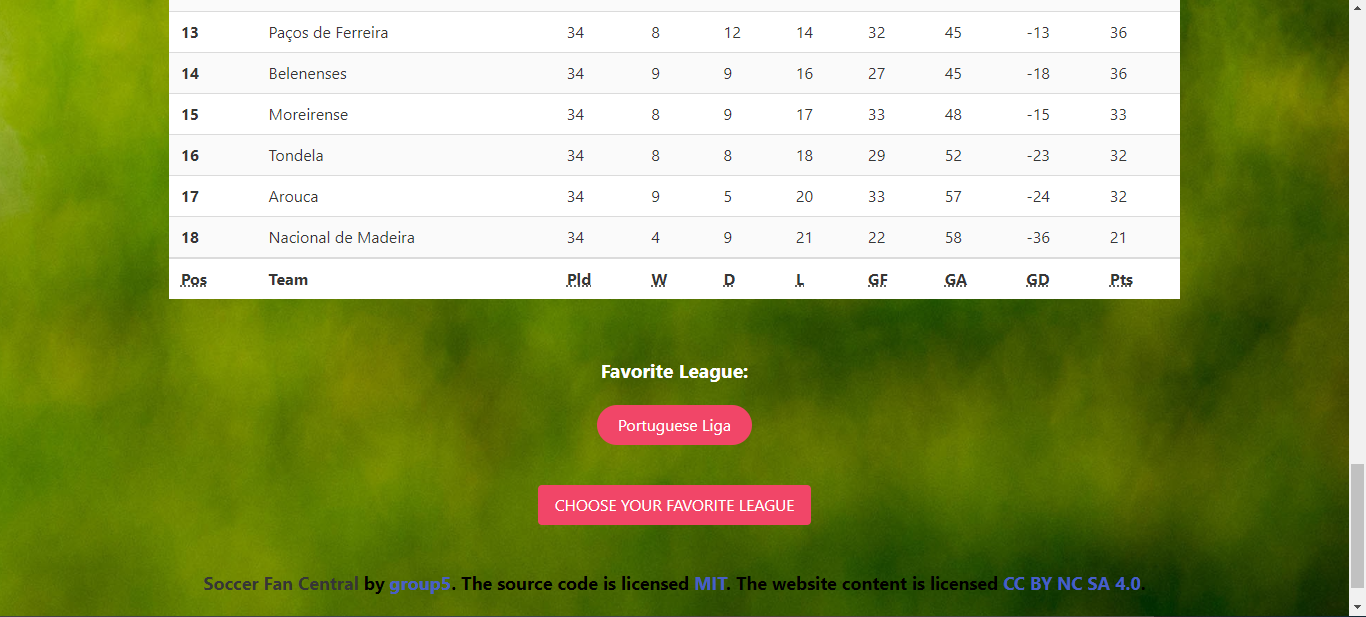 13 Paços de Ferreira 34 8 12 14 32 45 -13 36
14 Belenenses 34 9 9 16 27 45 -18 36
15 Moreirense 34 8 9 17 33 48 -15 33
16 Tondela 34 8 8 18 29 52 -23 32
17 Arouca 34 9 5 20 33 57 -24 32
18 Nacional de Madeira 34 4 9 21 22 58 -36 21
Pos Team Pld W D L GF GA GD Pts
Favorite League:
Portuguese Liga
CHOOSE YOUR FAVORITE LEAGUE
Soccer Fan Central by group5. The source code is licensed MIT. The website content is licensed CC BY NC SA 4.0.